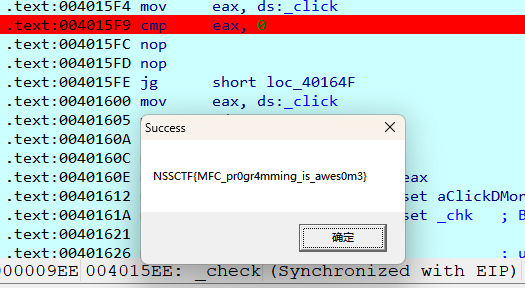 .text:004015F4 mov eax, ds:_click
.text:004015F9 cmp eax, 0
.text:004015FC nop
.text:004015FD nop
.text:004015FE jg short loc_40164F
.text:00401600 mov eax, ds:_click
.text:00401605
.text:0040160A
.text:0040160C
.text:0040160E eax
.text:00401612 set aClickDMon
.text:0040161A set _chk ; B
.text:00401621
.text:00401626 ; u
Success
NSSCTF{MFC_pr0gr4mming_is_awes0m3}
确定
000009EE 004015EE: _check (Synchronized with EIP)